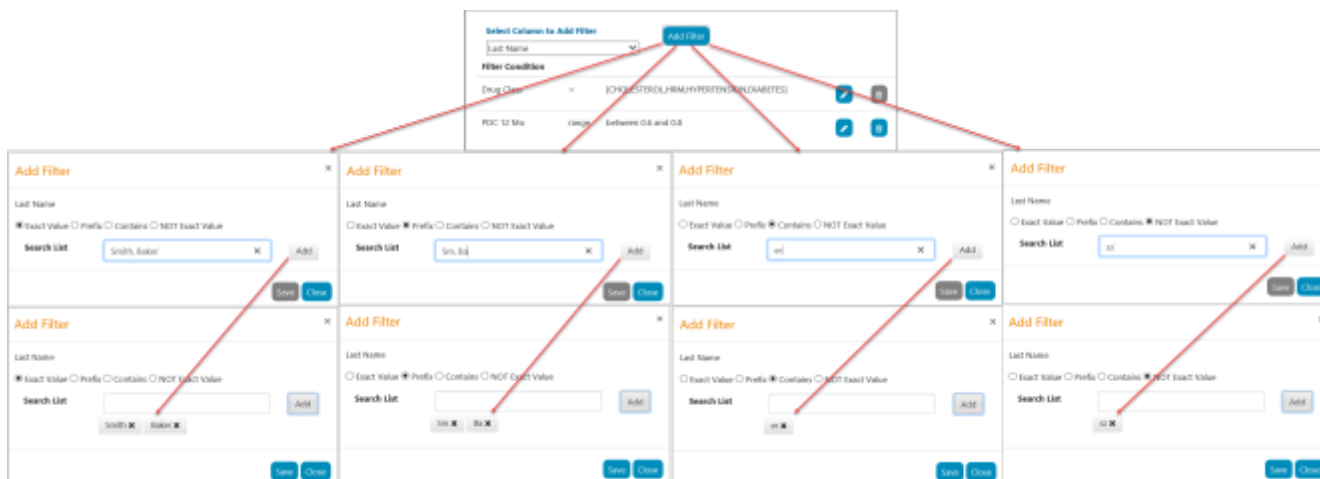 Select Column to Add Filter
Add Filter
Last Name
Filter Condition
Drug Class = (CHOLESTEROL,HRM,HYPERTENSION,DIABETES)
PDC 12 Mo range between 0.6 and 0.8
Add Filter × Add Filter × Add Filter × Add Filter
Last Name Last Name Last Name Last Name
Exact Value Prefix Contains NOT Exact Value Exact Value Prefix Contains NOT Exact Value Exact Value Prefix Contains NOT Exact Value Exact Value Prefix Contains NOT Exact Value
Search List Smith, Baker × Add Search List Sm, Ba × Add Search List er × Add Search List × Add
Save Close Save Close Save Close Save Close
Add Filter × Add Filter × Add Filter × Add Filter
Last Name Last Name Last Name Last Name
Exact Value Prefix Contains NOT Exact Value Exact Value Prefix Contains NOT Exact Value Exact Value Prefix Contains NOT Exact Value Exact Value Prefix Contains NOT Exact Value
Search List Add Search List Add Search List Add Search List Add
Smith × Baker × Sm × Ba × er ×
Save Close Save Close Save Close Save Close